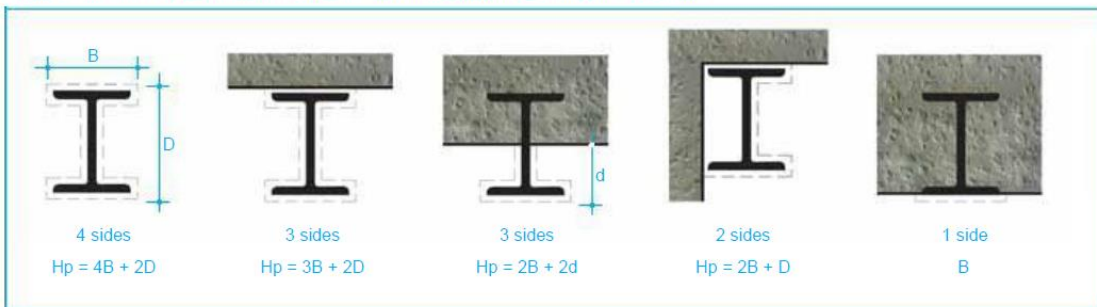 B
D
d
4 sides
3 sides
3 sides
2 sides
1 side
Hp = 4B + 2D
Hp = 3B + 2D
Hp = 2B + 2d
Hp = 2B + D
B